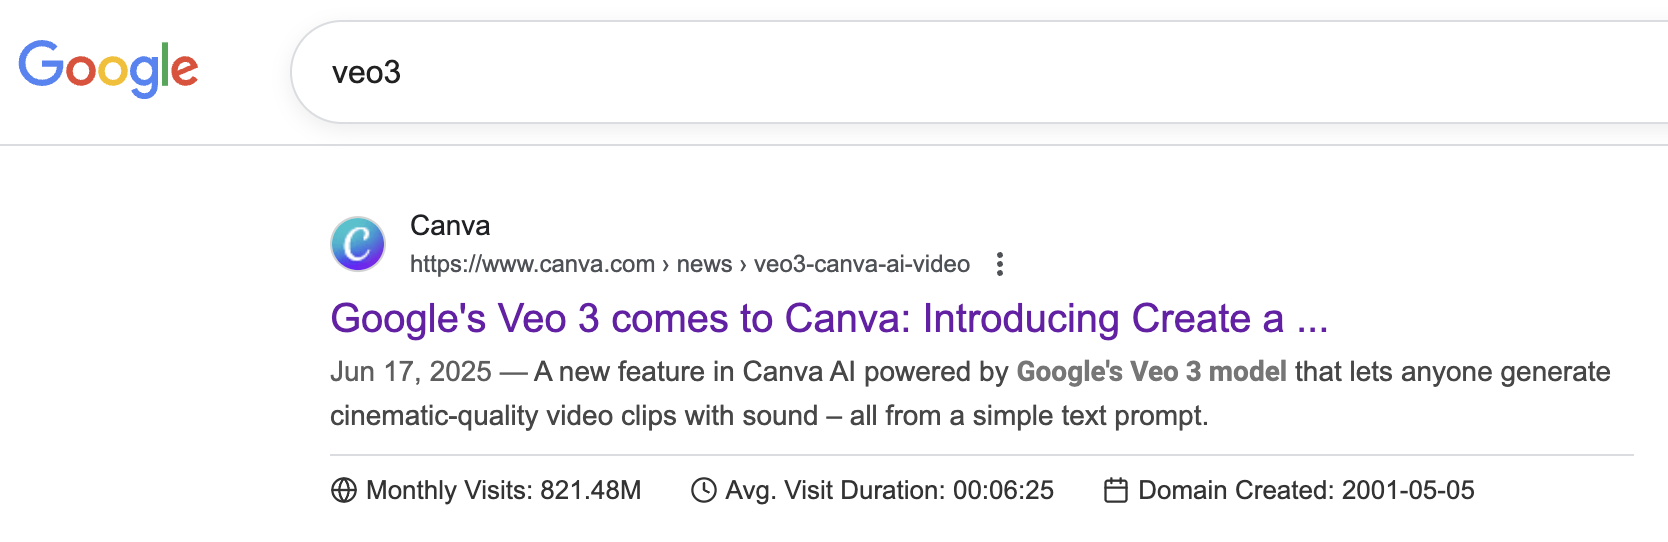 Google
veo3
Canva
https://www.canva.com › news › veo3-canva-ai-video
Google's Veo 3 comes to Canva: Introducing Create a ...
Jun 17, 2025 — A new feature in Canva AI powered by Google's Veo 3 model that lets anyone generate
cinematic-quality video clips with sound – all from a simple text prompt.
Monthly Visits: 821.48M Avg. Visit Duration: 00:06:25 Domain Created: 2001-05-05